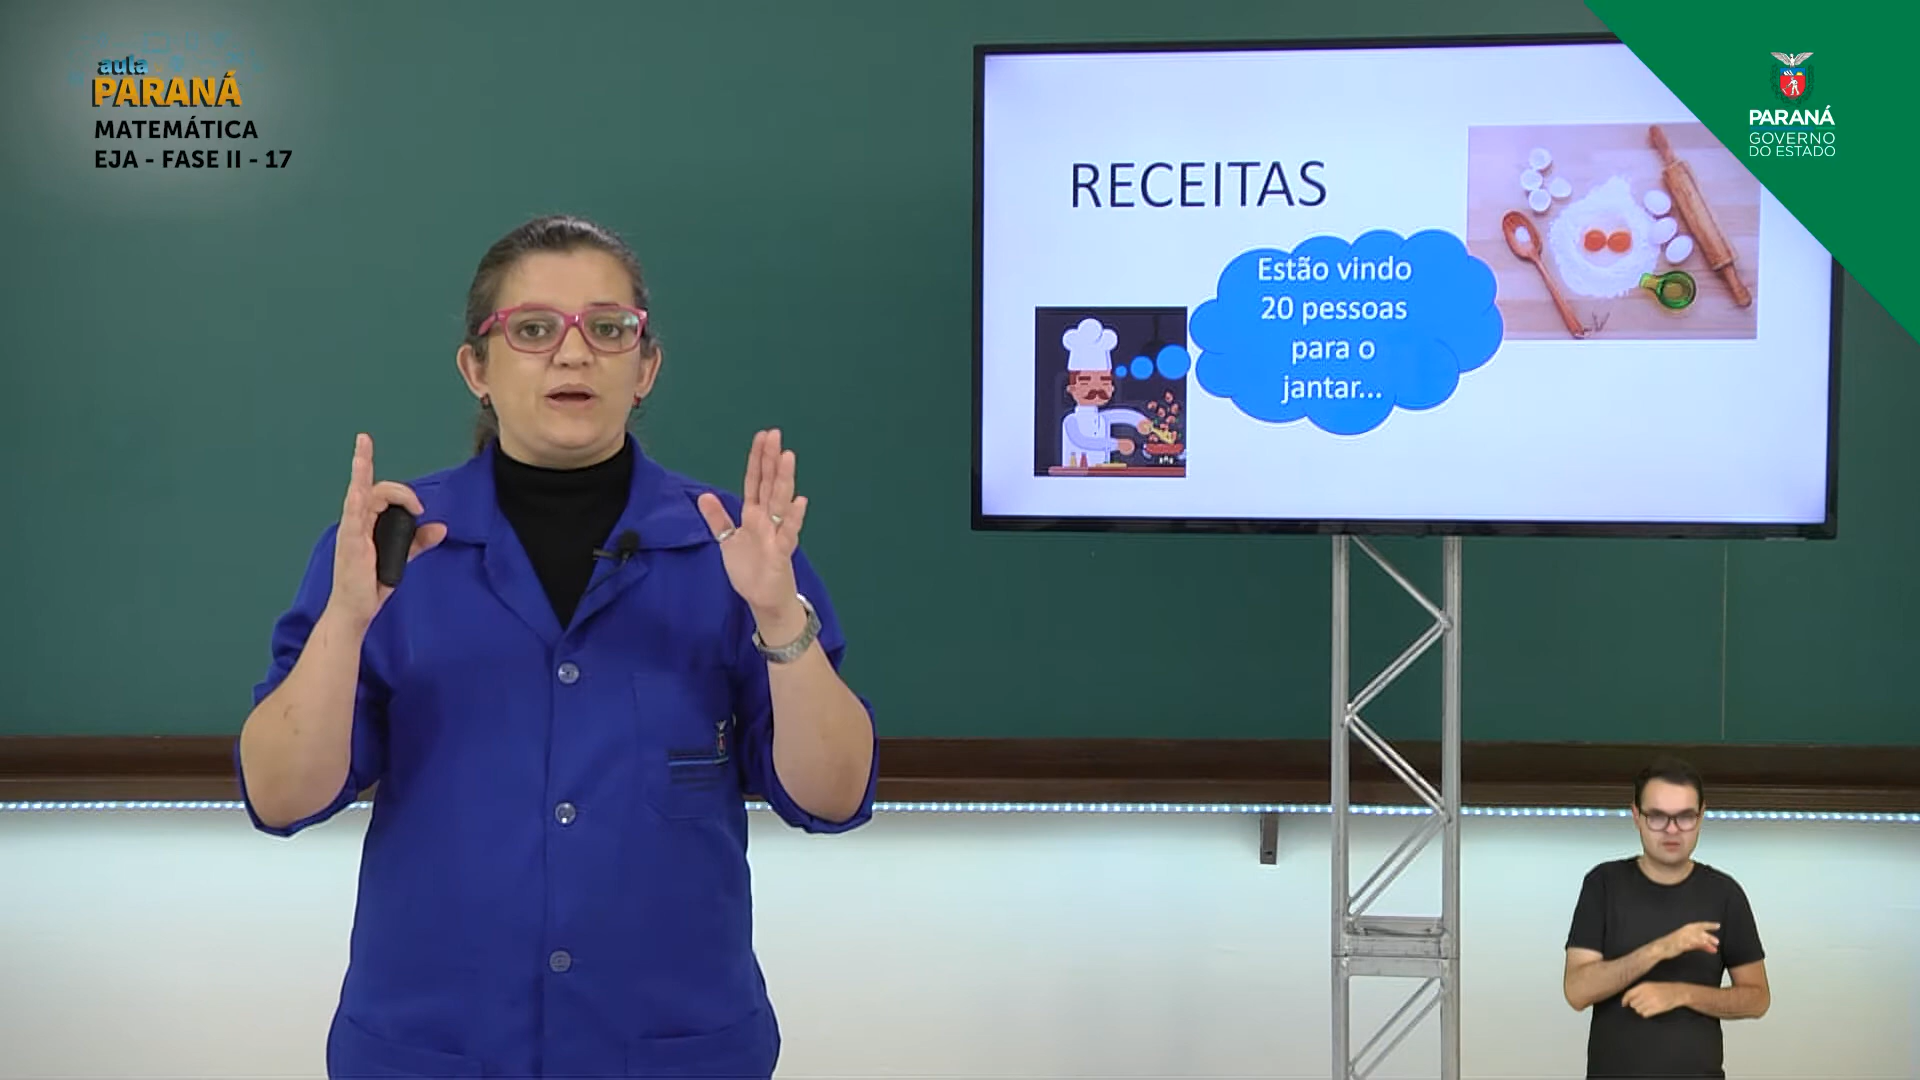 aula
PARANÁ
MATEMÁTICA
EJA - FASE II - 17
RECEITAS
Estão vindo
20 pessoas
para o
jantar...
PARANÁ
GOVERNO
DO ESTADO